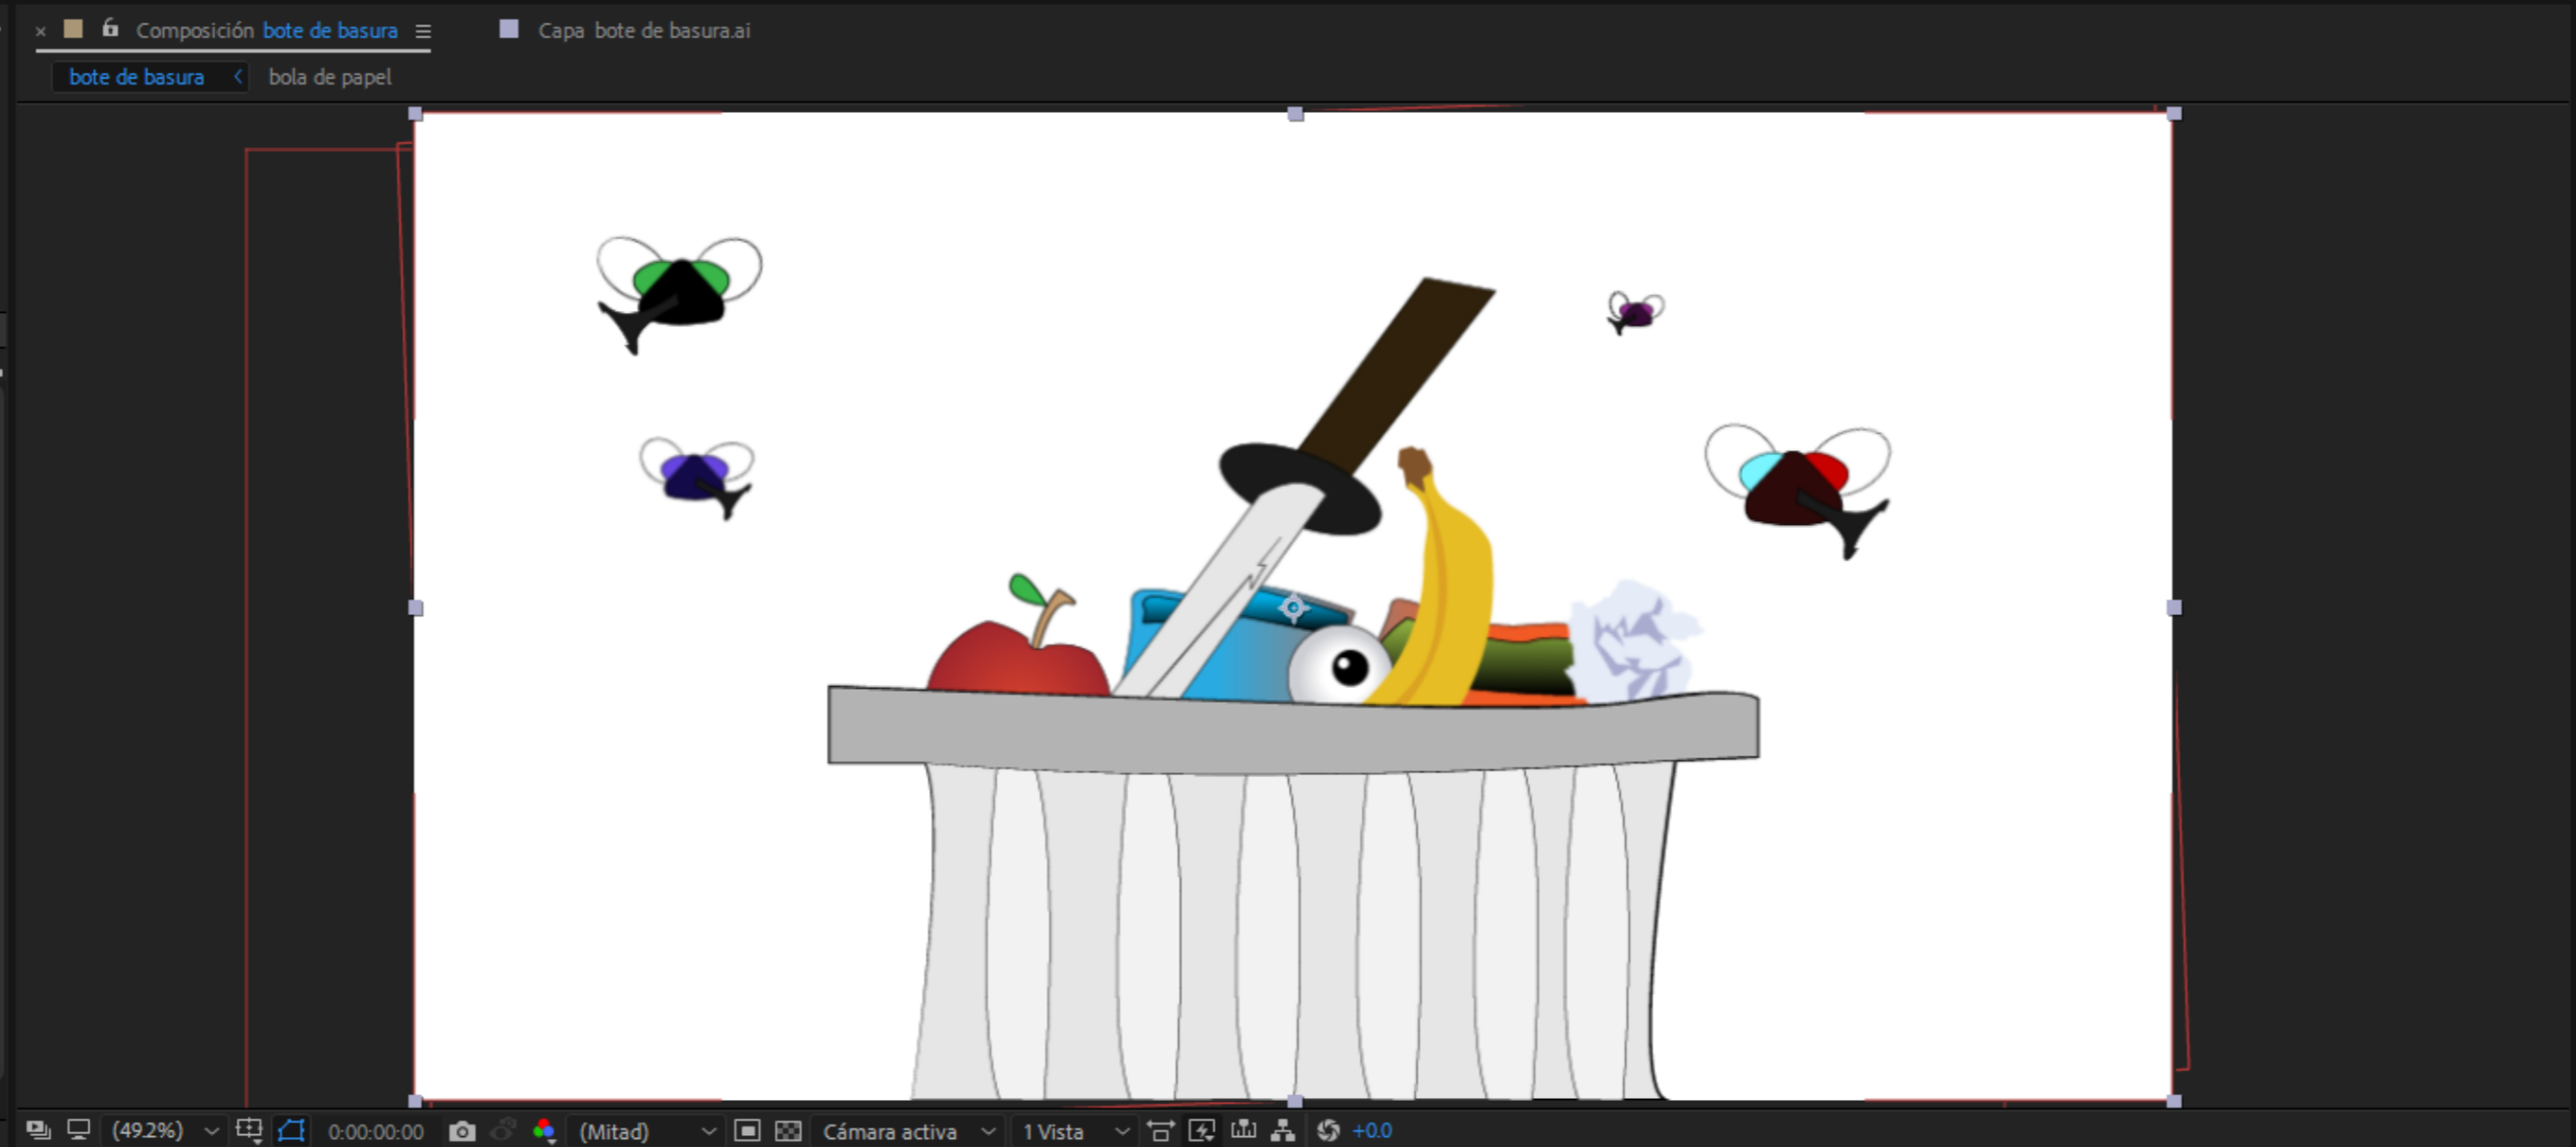 Composición bote de basura
Capa bote de basura.ai
bote de basura
bola de papel
(49.2%)
0:00:00:00
(Mitad)
Cámara activa
1 Vista
+0.0